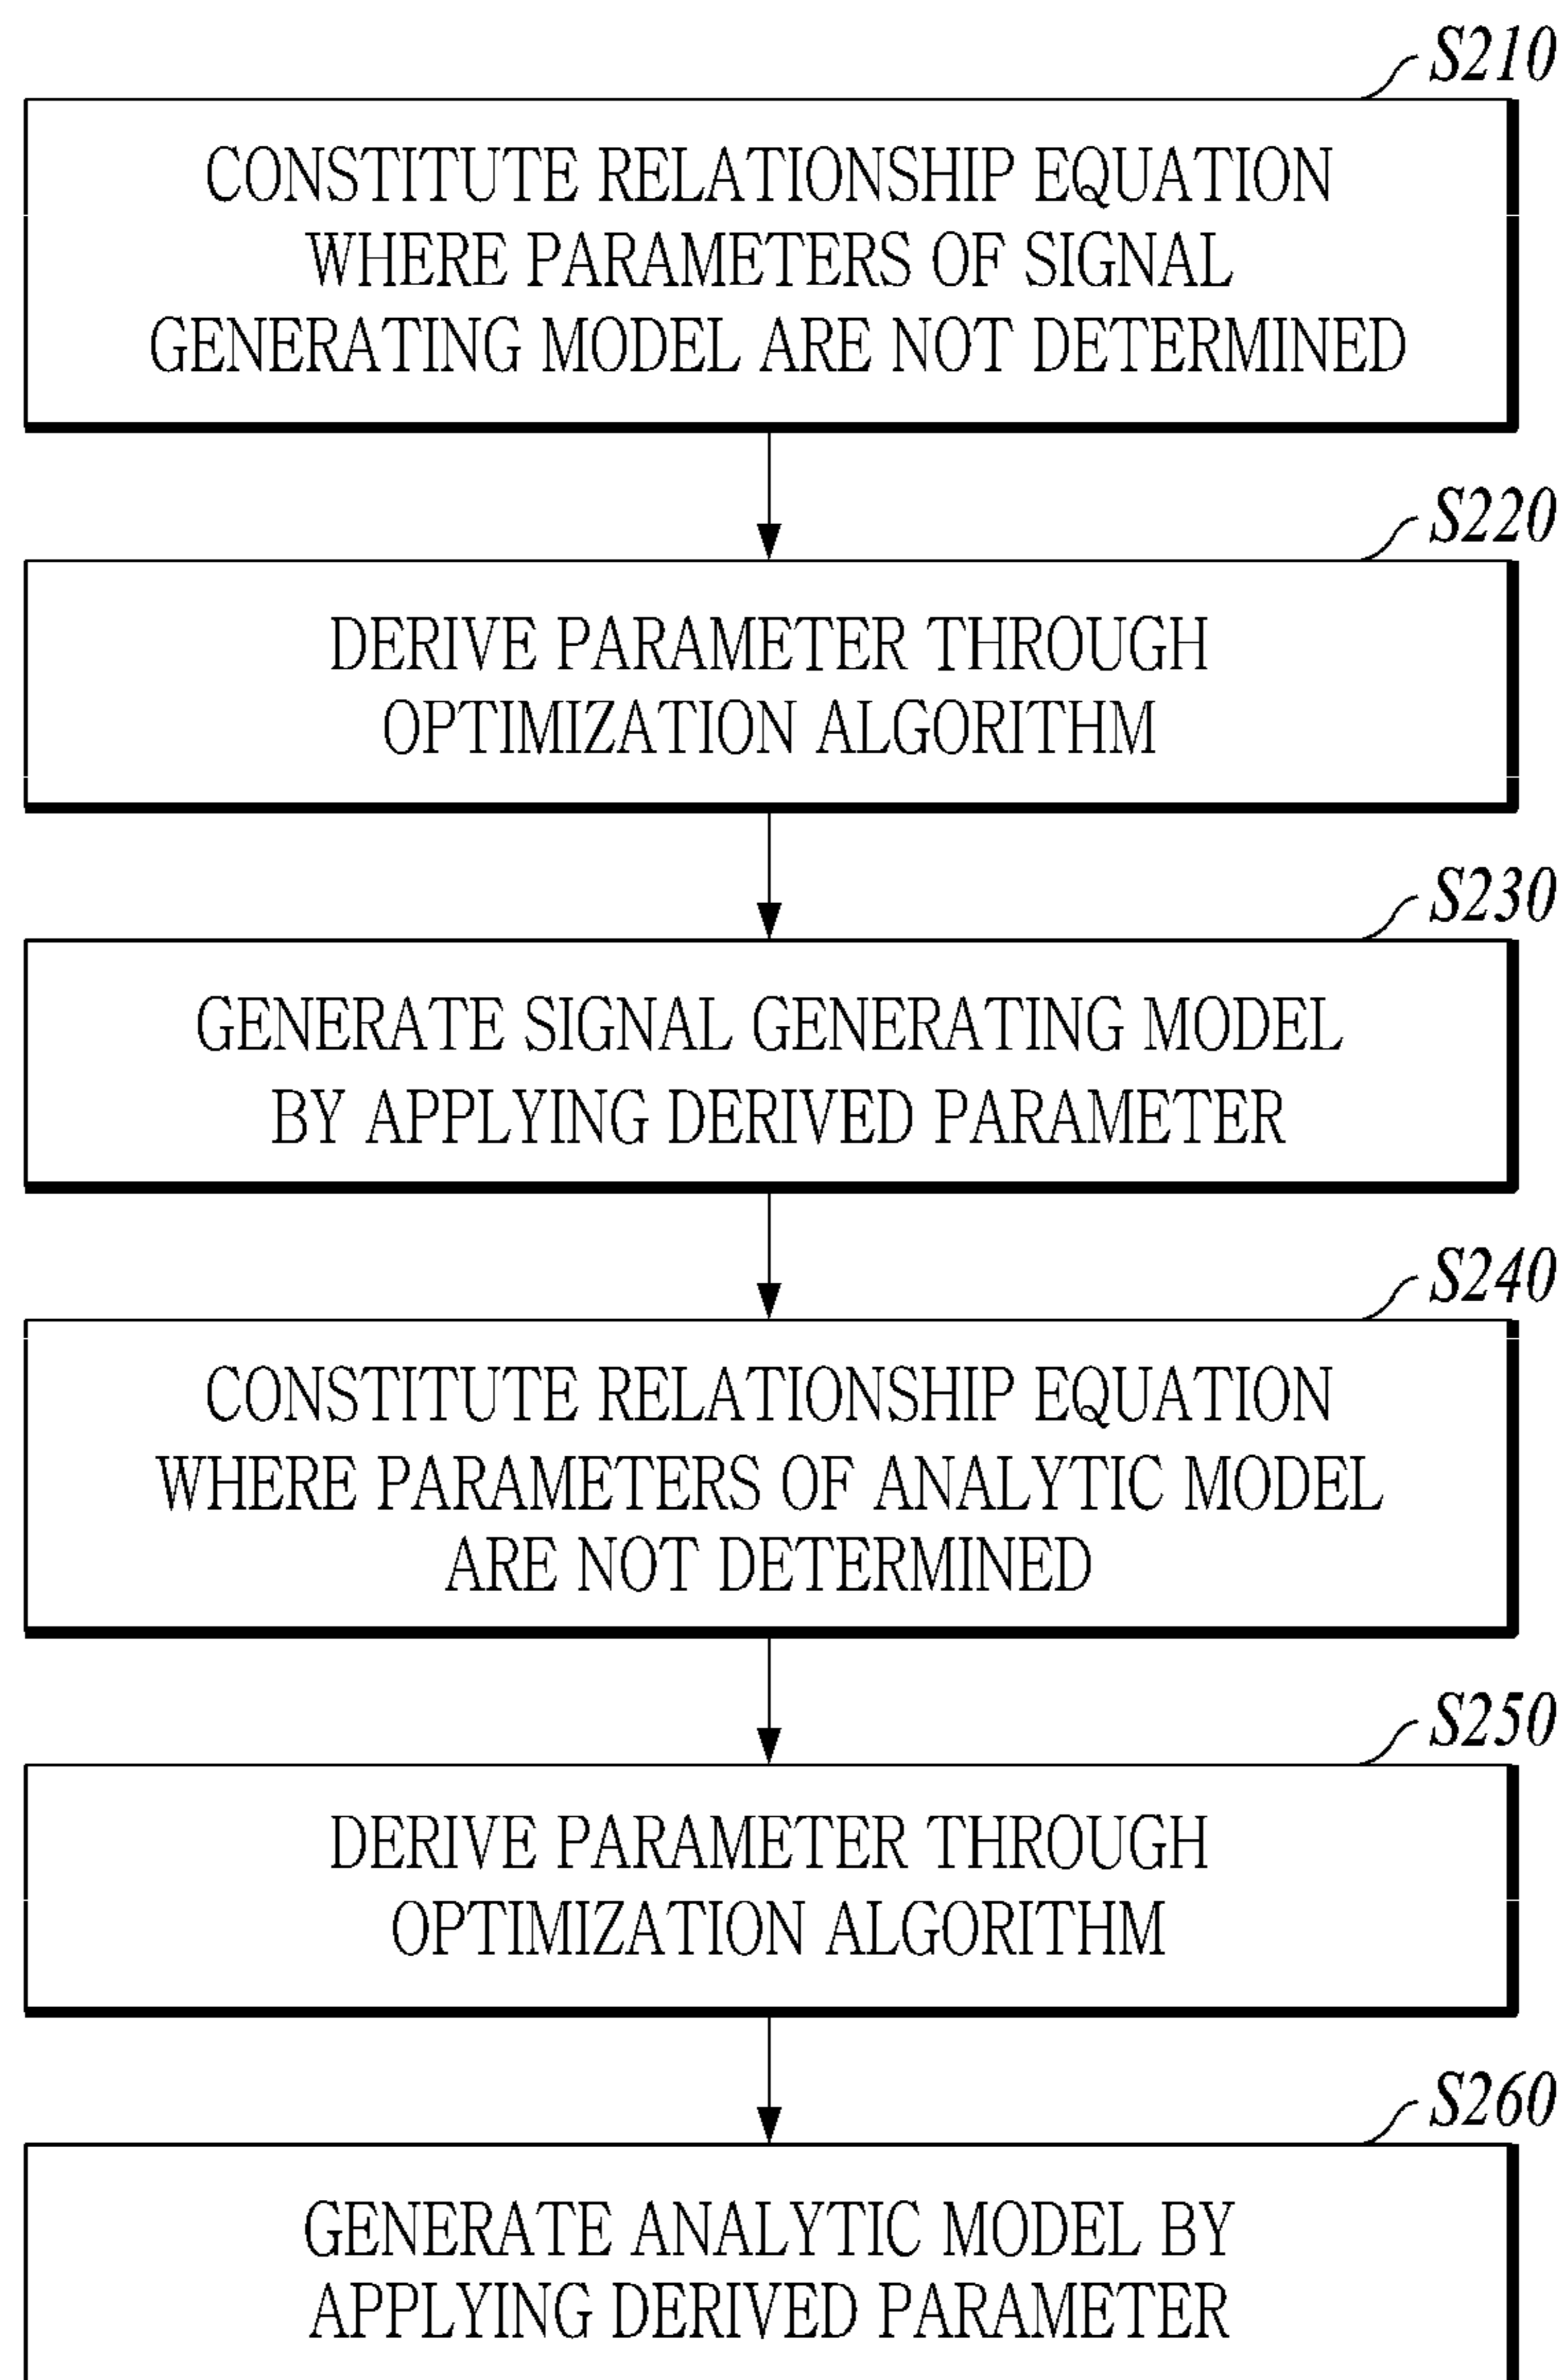 S210
CONSTITUTE RELATIONSHIP EQUATION
WHERE PARAMETERS OF SIGNAL
GENERATING MODEL ARE NOT DETERMINED
S220
DERIVE PARAMETER THROUGH
OPTIMIZATION ALGORITHM
S230
GENERATE SIGNAL GENERATING MODEL
BY APPLYING DERIVED PARAMETER
S240
CONSTITUTE RELATIONSHIP EQUATION
WHERE PARAMETERS OF ANALYTIC MODEL
ARE NOT DETERMINED
S250
DERIVE PARAMETER THROUGH
OPTIMIZATION ALGORITHM
S260
GENERATE ANALYTIC MODEL BY
APPLYING DERIVED PARAMETER